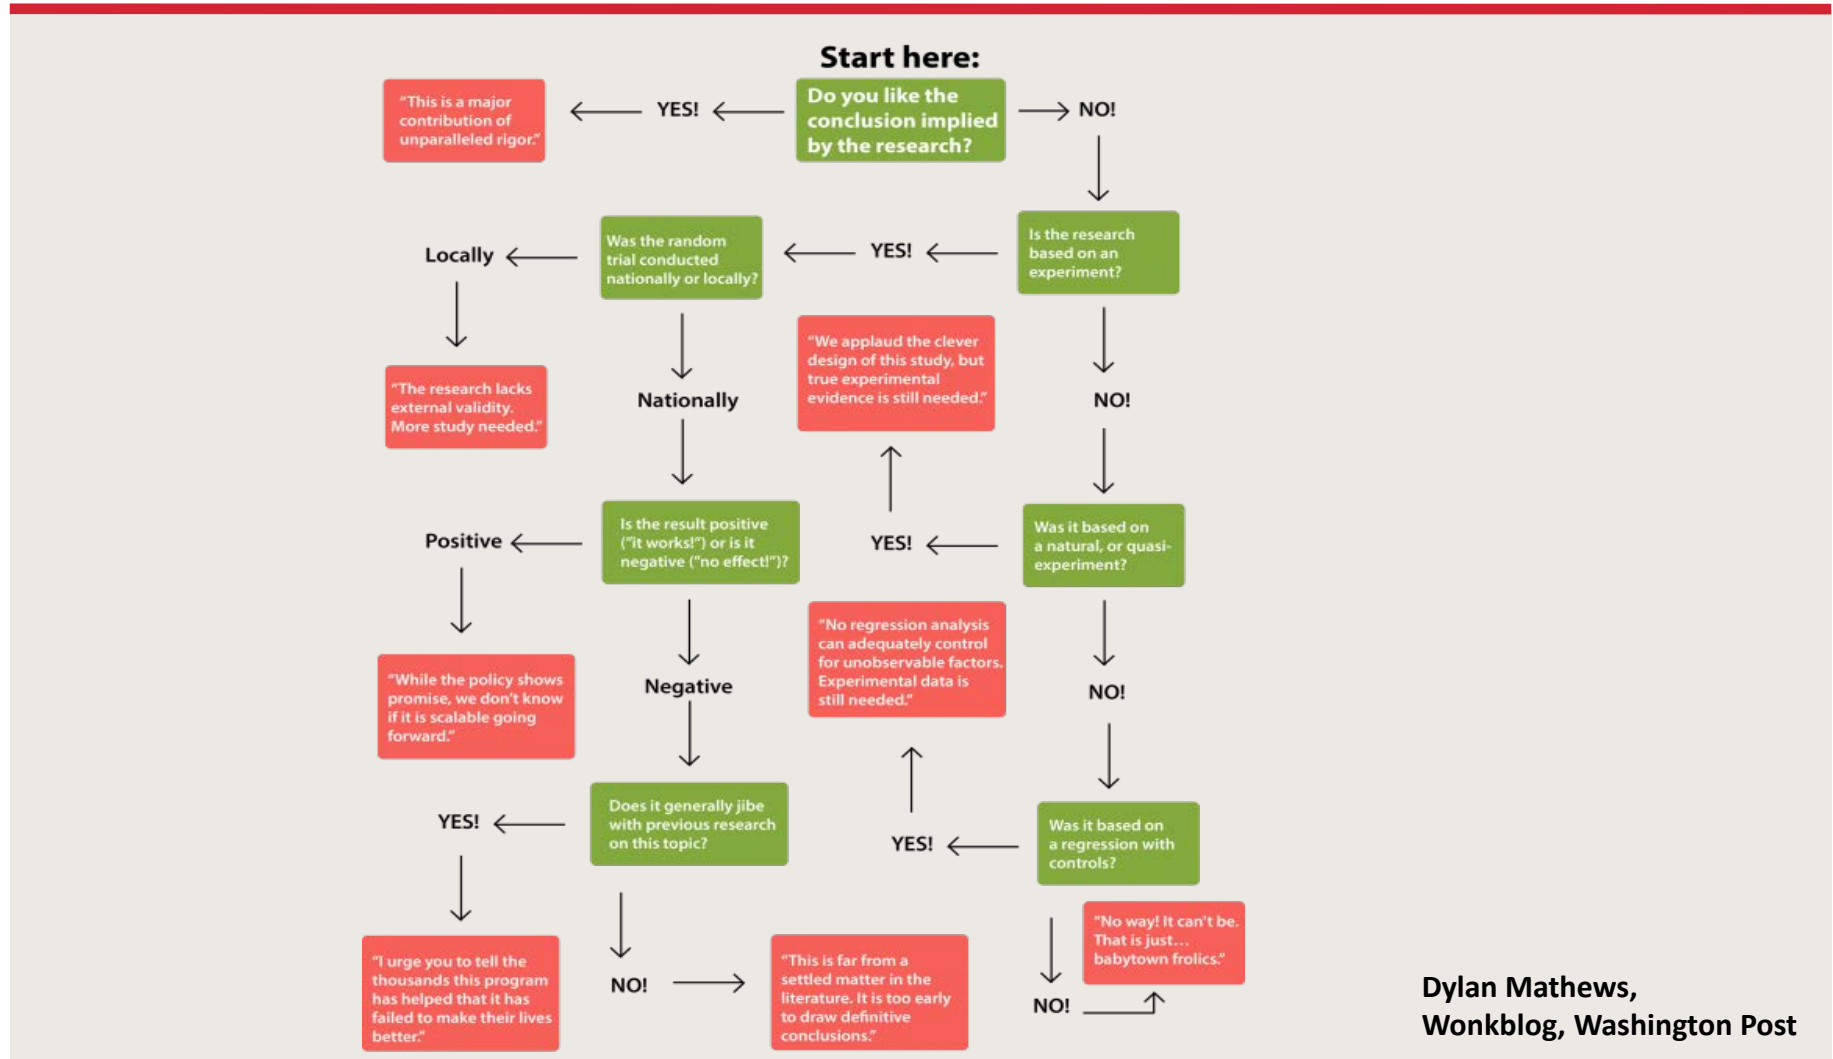 Start here:
Do you like the
conclusion implied
by the research?
YES!
"This is a major
contribution of
unparalleled rigor."
NO!
Is the research
based on an
experiment?
YES!
Was the random
trial conducted
nationally or locally?
Locally
"The research lacks
external validity.
More study needed."
Nationally
Is the result positive
("it works!") or is it
negative ("no effect!")?
Positive
"While the policy shows
promise, we don't know
if it is scalable going
forward."
Negative
Does it generally jibe
with previous research
on this topic?
YES!
"I urge you to tell the
thousands this program
has helped that it has
failed to make their lives
better."
NO!
"This is far from a
settled matter in the
literature. It is too early
to draw definitive
conclusions."
NO!
Was it based on
a natural, or quasi-
experiment?
YES!
"We applaud the clever
design of this study, but
true experimental
evidence is still needed."
NO!
Was it based on
a regression with
controls?
YES!
"No regression analysis
can adequately control
for unobservable factors.
Experimental data is
still needed."
NO!
"No way! It can't be.
That is just...
babytown frolics."
Dylan Mathews,
Wonkblog, Washington Post